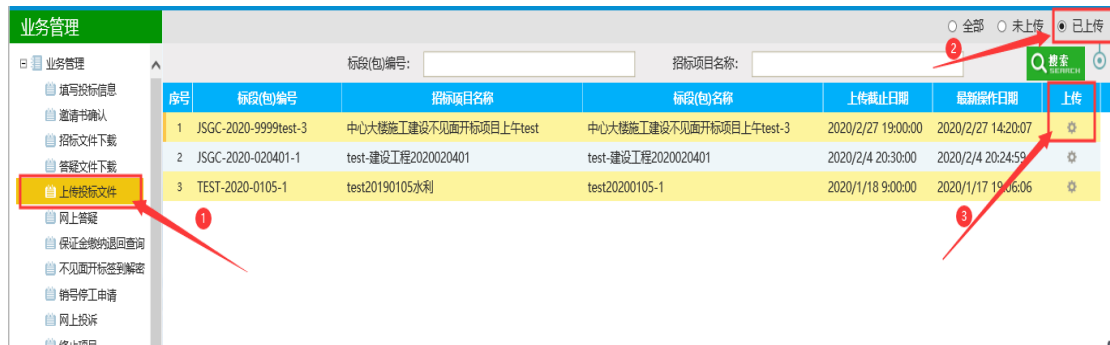 业务管理
全部 未上传 已上传
业务管理
填写投标信息
邀请书确认
招标文件下载
答疑文件下载
上传投标文件
网上答疑
保证金缴纳退回查询
不见面开标签到解密
销号停工申请
网上投诉
终止项目
2
标段(包)编号: 招标项目名称: 搜索 SEARCH
序号 标段(包)编号 招标项目名称 标段(包)名称 上传截止日期 最新操作日期 上传
1 JSGC-2020-9999test-3 中心大楼施工建设不见面开标项目上午test 中心大楼施工建设不见面开标项目上午test-3 2020/2/27 19:00:00 2020/2/27 14:20:07
2 JSGC-2020-020401-1 test-建设工程2020020401 test-建设工程2020020401 2020/2/4 20:30:00 2020/2/4 20:24:59
3 TEST-2020-0105-1 test20190105水利 test20200105-1 2020/1/18 9:00:00 2020/1/17 19:06:06
1
3